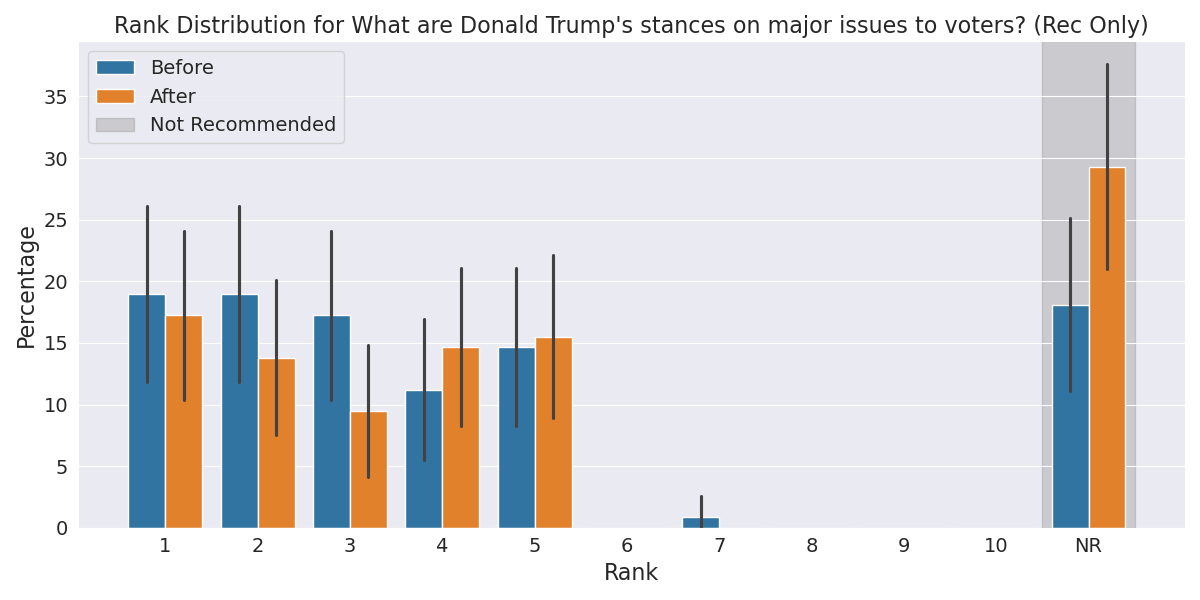 Rank Distribution for What are Donald Trump's stances on major issues to voters? (Rec Only)
Before
After
Not Recommended
Percentage
35
30
25
20
15
10
5
0
1 2 3 4 5 6 7 8 9 10 NR
Rank